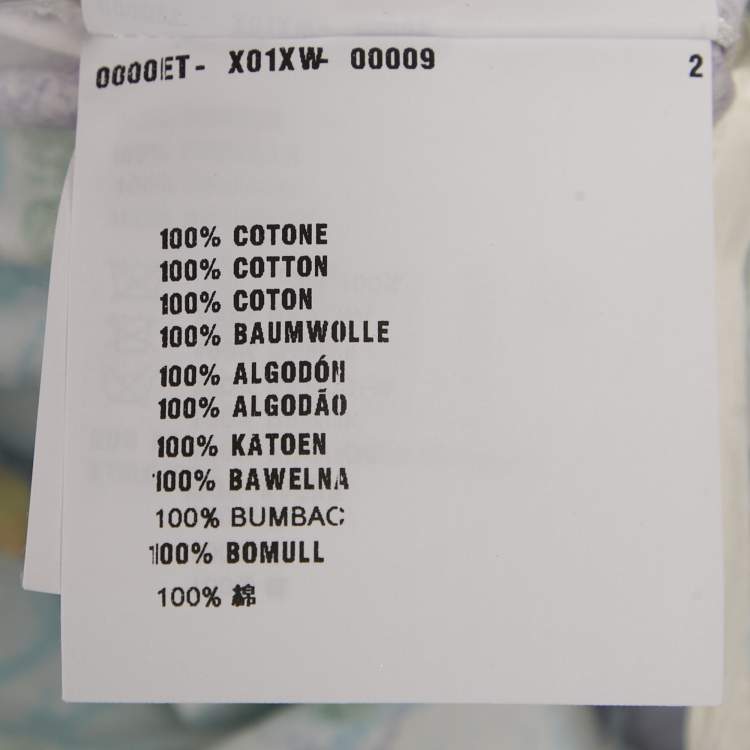 0000ET- X01XW- 00009 2
100% COTONE
100% COTTON
100% COTON
100% BAUMWOLLE
100% ALGODÓN
100% ALGODÃO
100% KATOEN
100% BAWELNA
100% BUMBAC
100% BOMULL
100% 綿